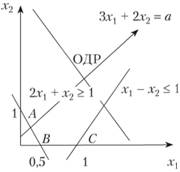 x₂
3x₁ + 2x₂ = a
ОДР
2x₁ + x₂ ≥ 1
x₁ – x₂ ≤ 1
1
A
B
C
0,5
1
x₁